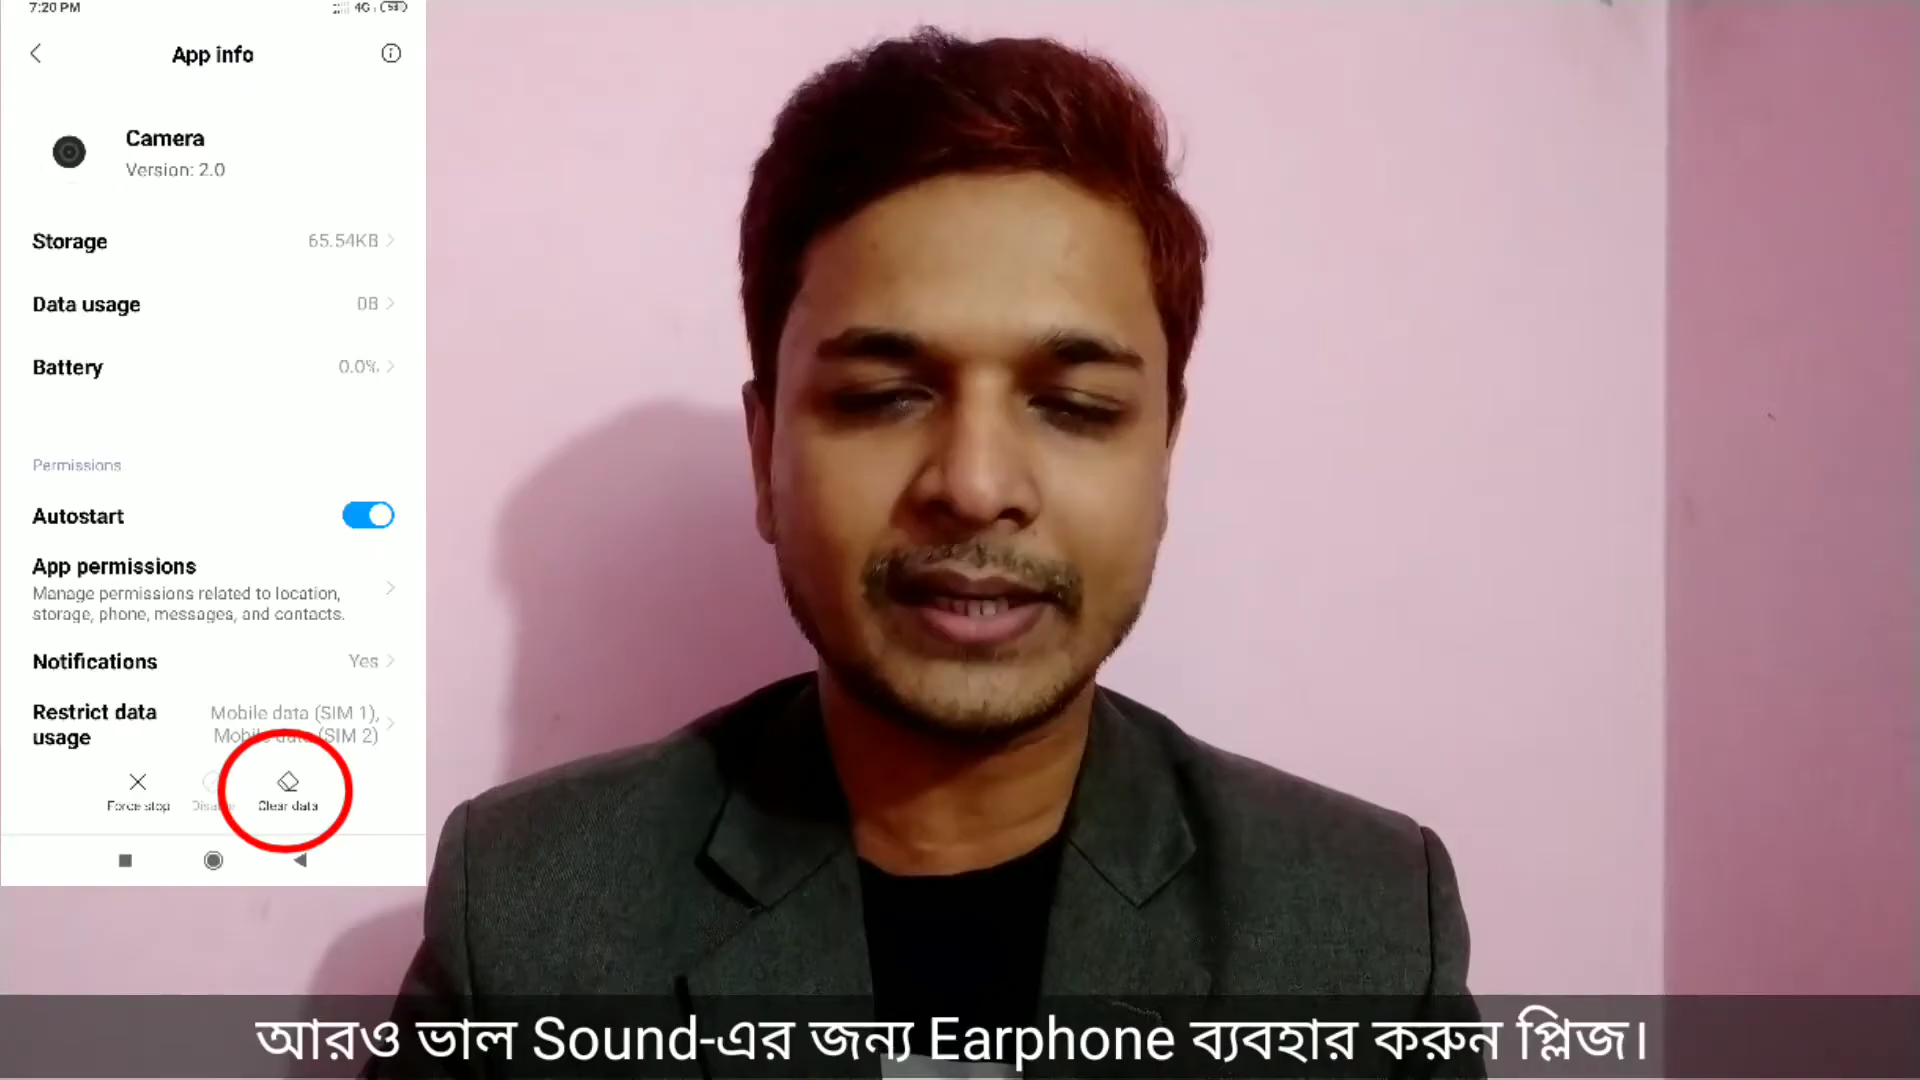 7:20 PM
4G
App info
Camera
Version: 2.0
Storage
65.54KB
Data usage
0B
Battery
0.0%
Permissions
Autostart
App permissions
Manage permissions related to location,
storage, phone, messages, and contacts.
Notifications
Yes
Restrict data
usage
Mobile data (SIM 1),
Mobile data (SIM 2)
Force stop
Clear data
আরও ভাল Sound-এর জন্য Earphone ব্যবহার করুন প্লিজ।